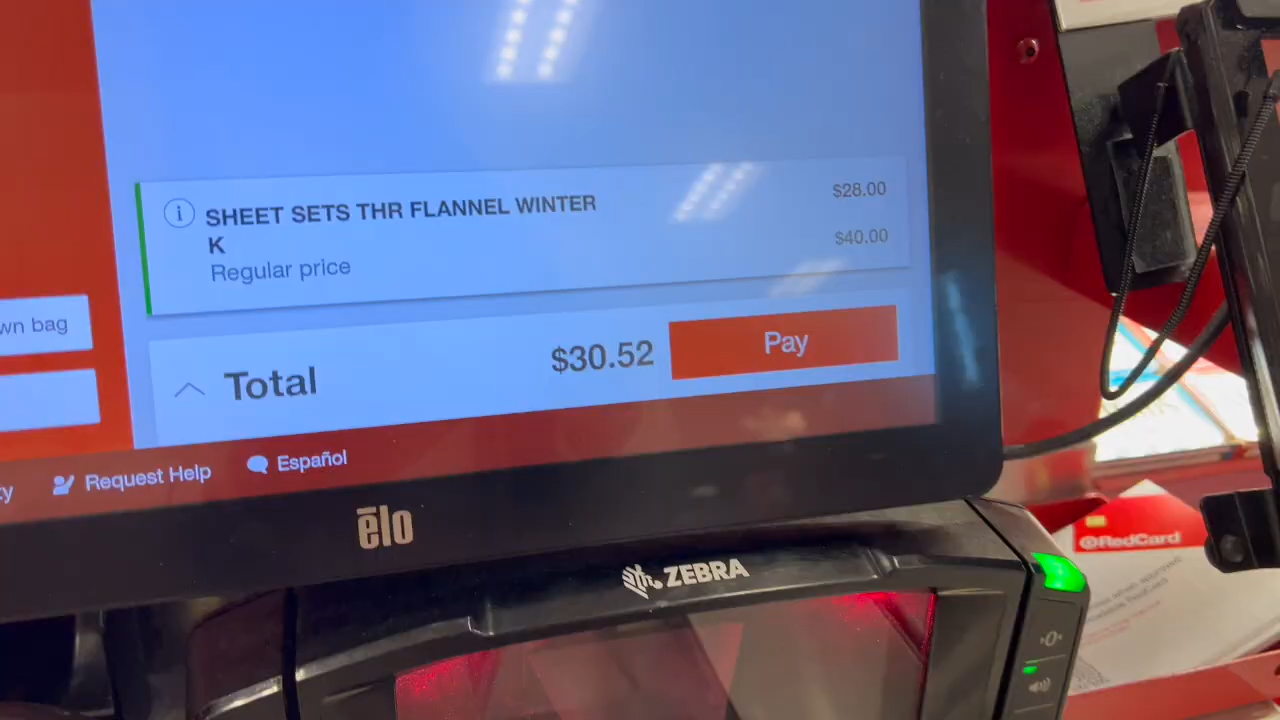 SHEET SETS THR FLANNEL WINTER $28.00
K
Regular price $40.00
wn bag
Total $30.52 Pay
ty Request Help Español
ēlo
ZEBRA
RedCard